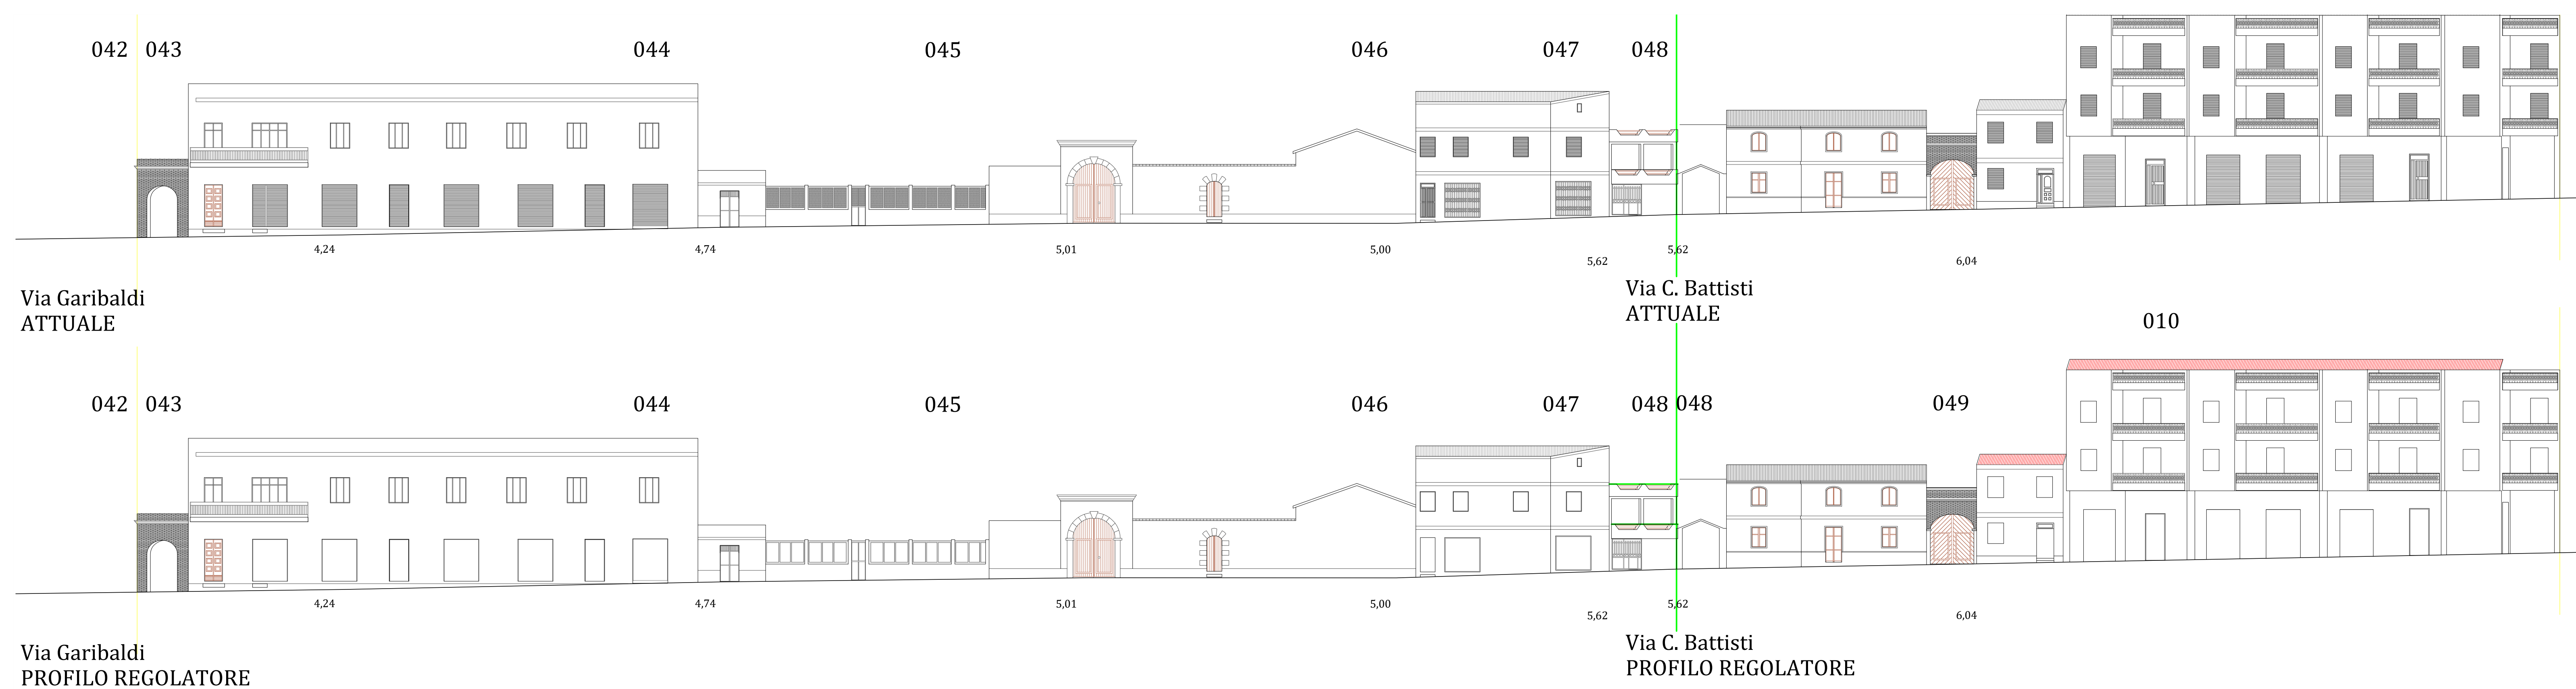 042 043 044 045 046 047 048
4,24 4,74 5,01 5,00 5,62 5,62 6,04
Via Garibaldi
ATTUALE
Via C. Battisti
ATTUALE
010
042 043 044 045 046 047 048 048 049
4,24 4,74 5,01 5,00 5,62 5,62 6,04
Via Garibaldi
PROFILO REGOLATORE
Via C. Battisti
PROFILO REGOLATORE